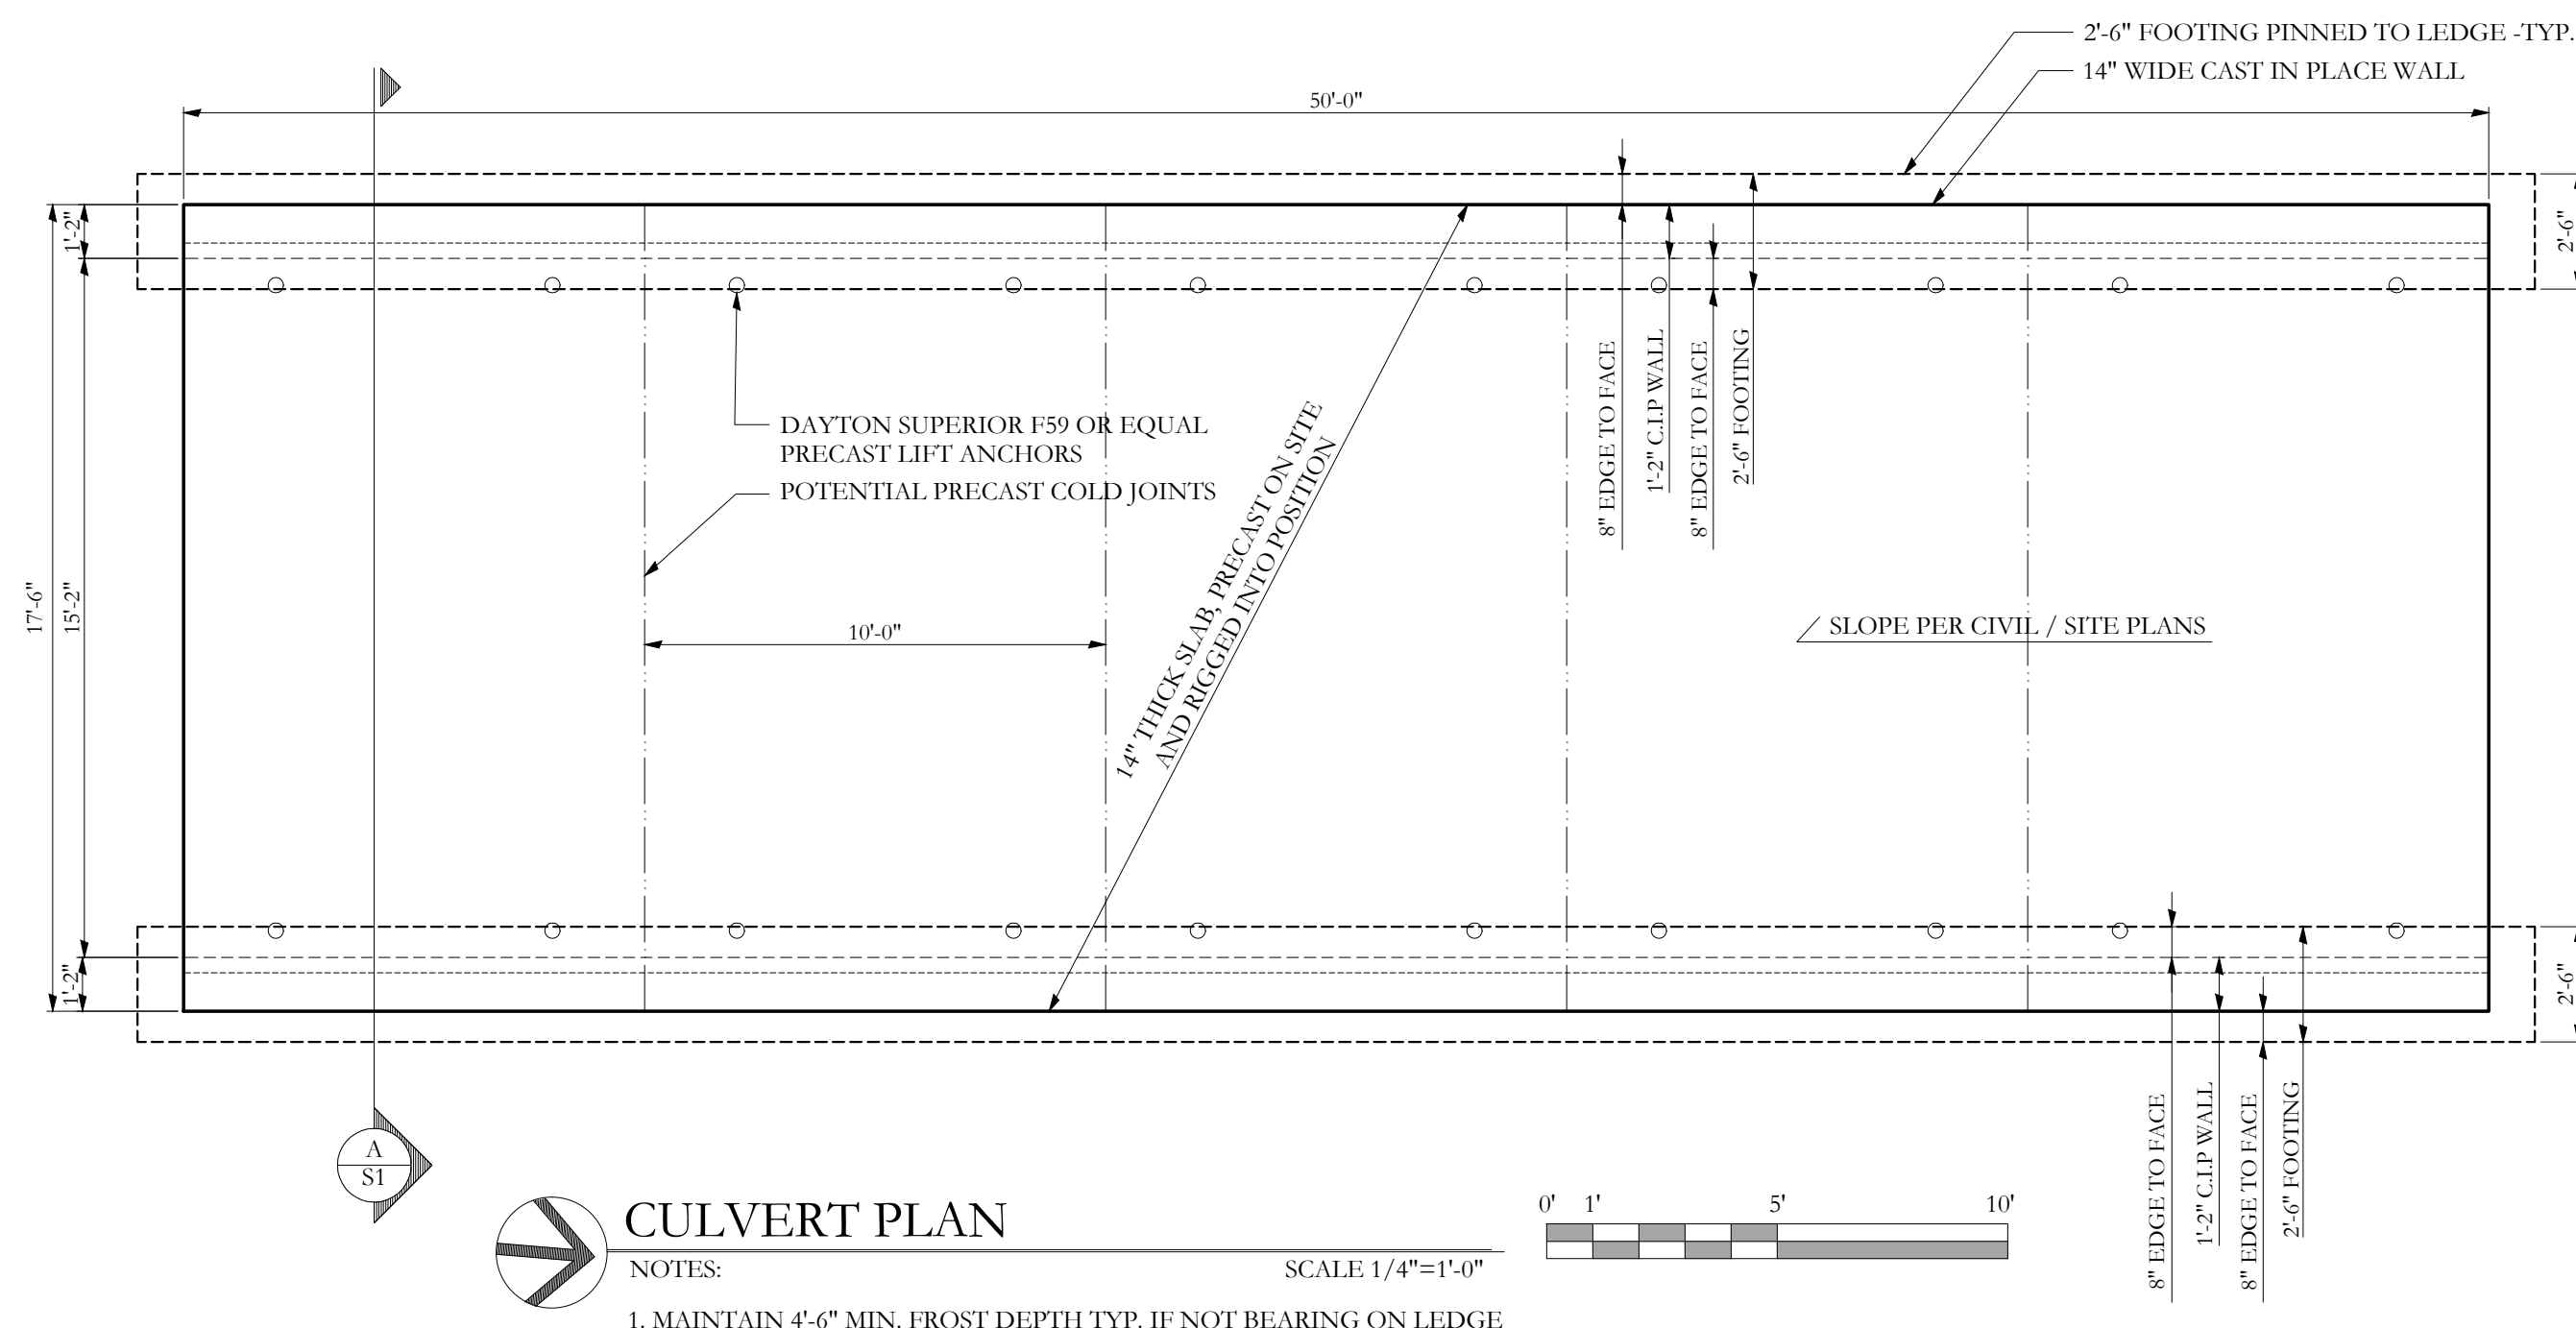 2'-6" FOOTING PINNED TO LEDGE -TYP.
14" WIDE CAST IN PLACE WALL
50'-0"
1'-2"
2'-6"
8" EDGE TO FACE
1'-2" C.I.P WALL
8" EDGE TO FACE
2'-6" FOOTING
DAYTON SUPERIOR F59 OR EQUAL
PRECAST LIFT ANCHORS
POTENTIAL PRECAST COLD JOINTS
14" THICK SLAB, PRECAST ON SITE
AND RIGGED INTO POSITION
17'-6"
15'-2"
10'-0"
SLOPE PER CIVIL / SITE PLANS
1'-2"
2'-6"
8" EDGE TO FACE
1'-2" C.I.P WALL
8" EDGE TO FACE
2'-6" FOOTING
A
S1
CULVERT PLAN
0' 1' 5' 10'
NOTES:
SCALE 1/4"=1'-0"
1. MAINTAIN 4'-6" MIN. FROST DEPTH TYP. IF NOT BEARING ON LEDGE